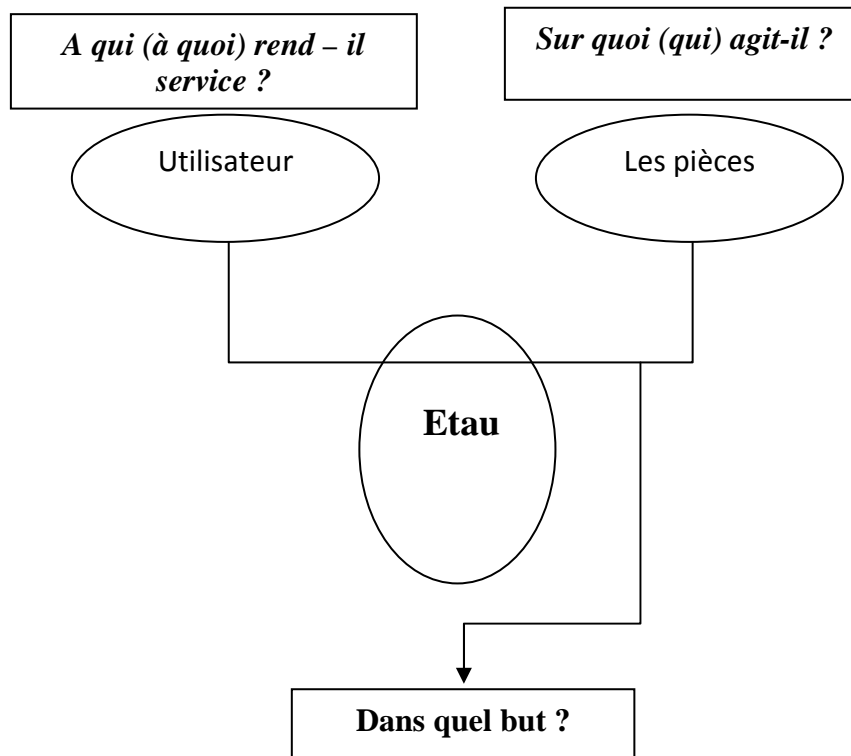 A qui (à quoi) rend – il
service ?
Sur quoi (qui) agit-il ?
Utilisateur
Les pièces
Etau
Dans quel but ?